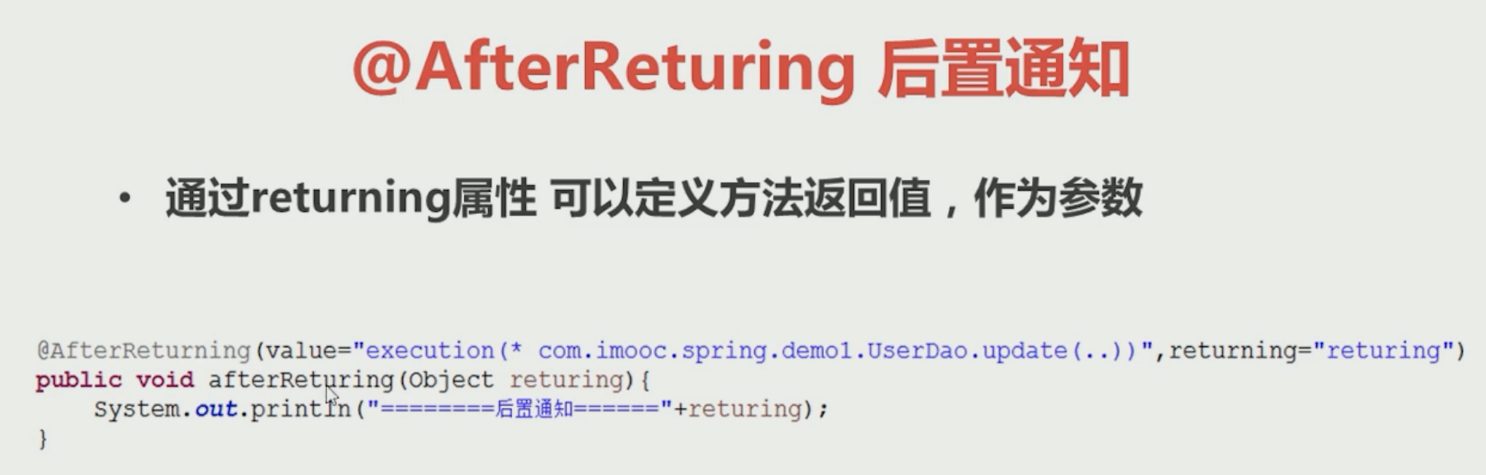 @AfterReturing 后置通知
• 通过returning属性 可以定义方法返回值，作为参数
@AfterReturning(value="execution(* com.imooc.spring.demo1.UserDao.update(..))",returning="returing")
public void afterReturing(Object returing){
    System.out.println("========后置通知======"+returing);
}